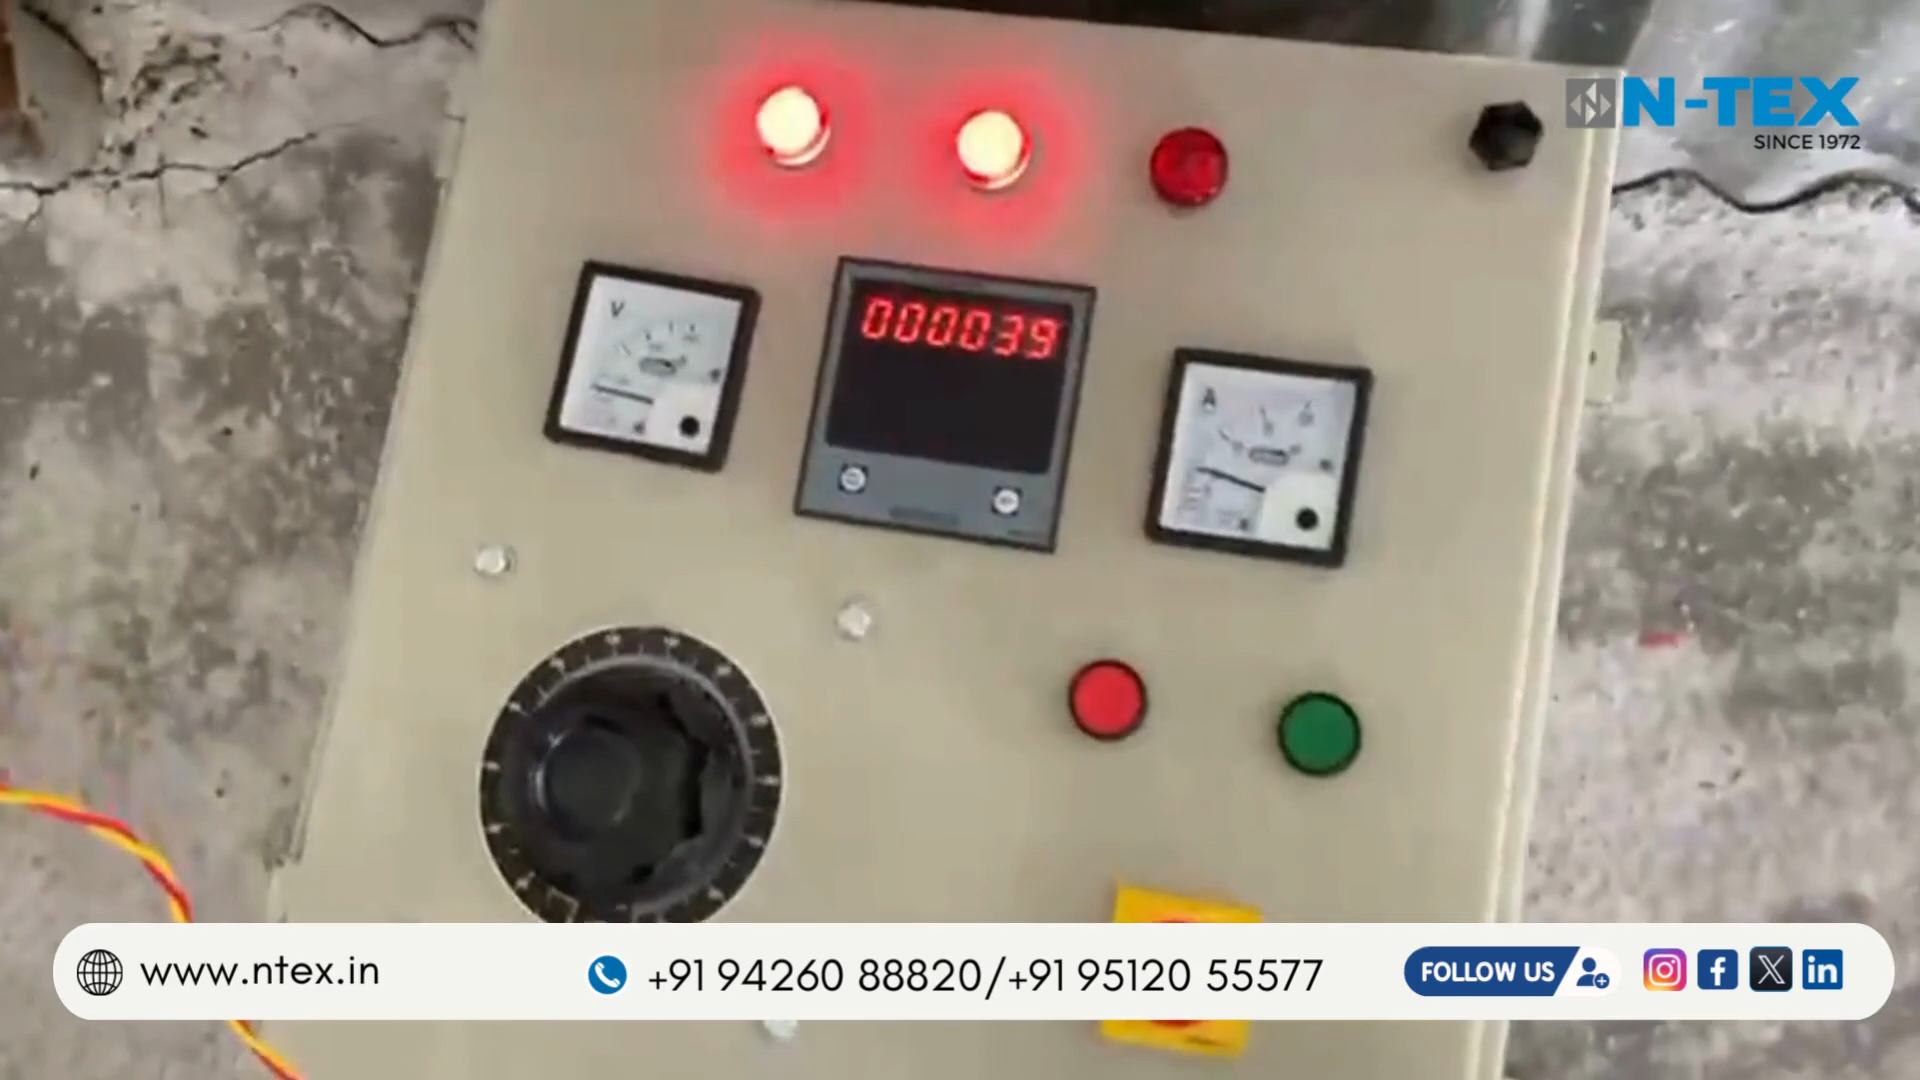 N-TEX
SINCE 1972
000039
V
A
www.ntex.in
+91 94260 88820/+91 95120 55577
FOLLOW US